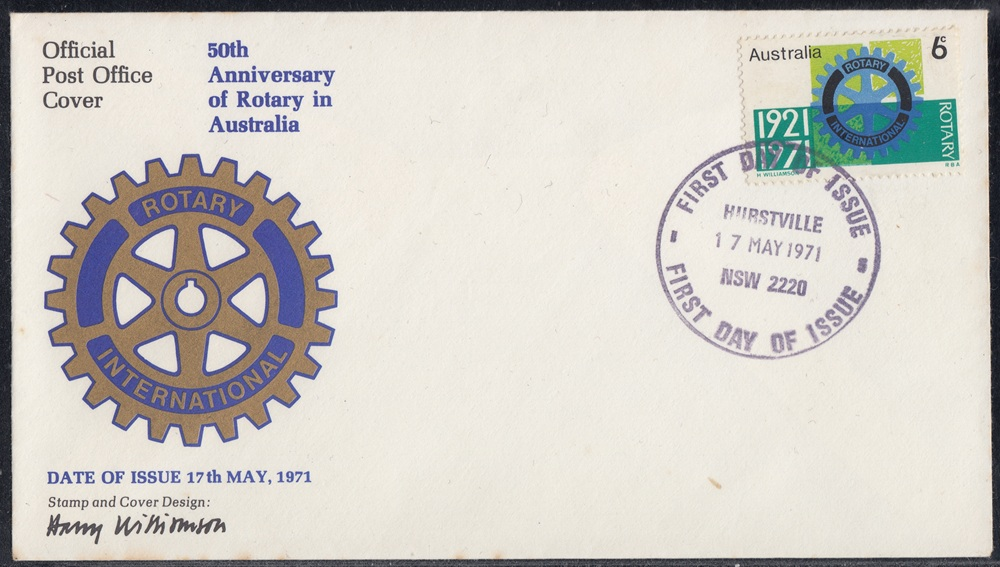 Official
Post Office
Cover
50th
Anniversary
of Rotary in
Australia
Australia
6c
ROTARY
INTERNATIONAL
1921
1971
ROTARY
H WILLIAMSON
RBA
FIRST DAY OF ISSUE
HURSTVILLE
17 MAY 1971
NSW 2220
FIRST DAY OF ISSUE
ROTARY
INTERNATIONAL
DATE OF ISSUE 17th MAY, 1971
Stamp and Cover Design:
Harry Williamson